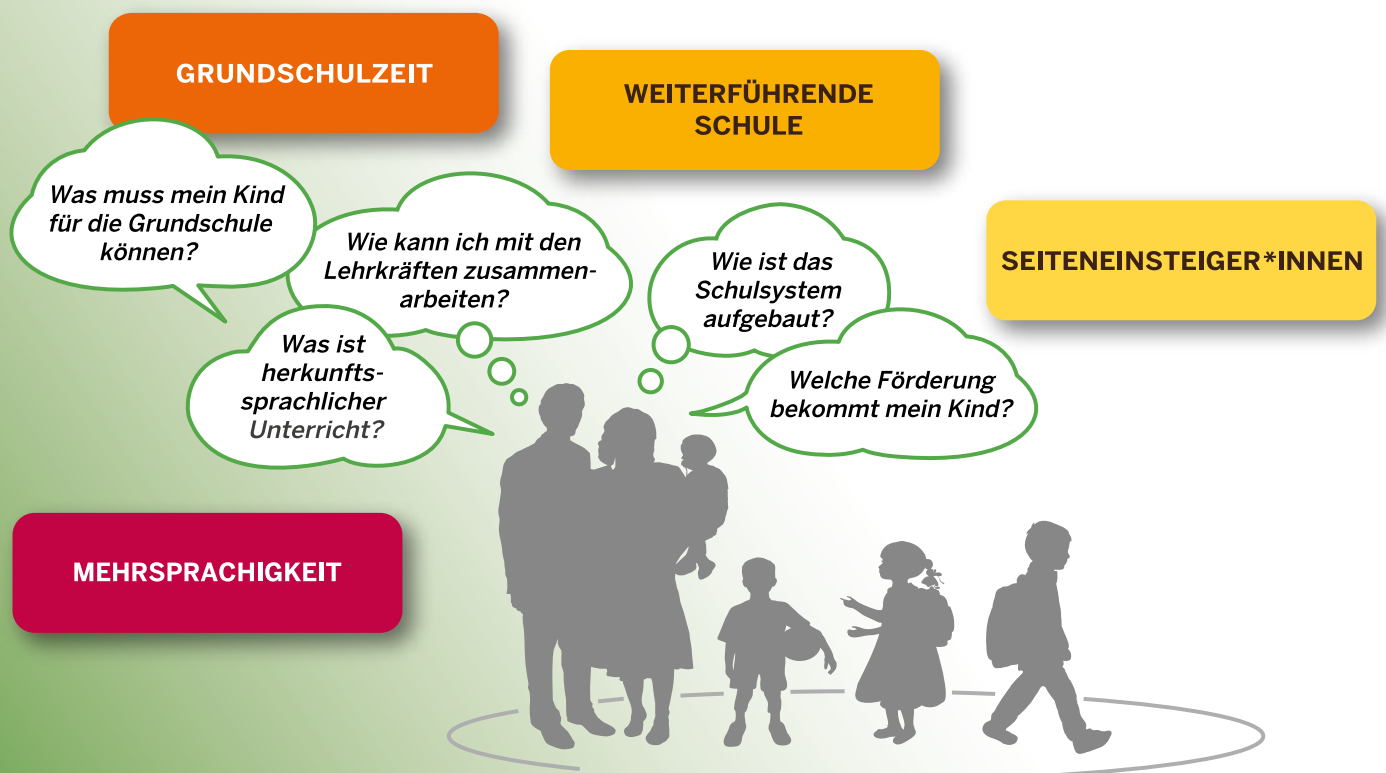 GRUNDSCHULZEIT
WEITERFÜHRENDE
SCHULE
SEITENEINSTEIGER*INNEN
Was muss mein Kind
für die Grundschule
können?
Wie kann ich mit den
Lehrkräften zusammen-
arbeiten?
Wie ist das
Schulsystem
aufgebaut?
Was ist
herkunfts-
sprachlicher
Unterricht?
Welche Förderung
bekommt mein Kind?
MEHRSPRACHIGKEIT